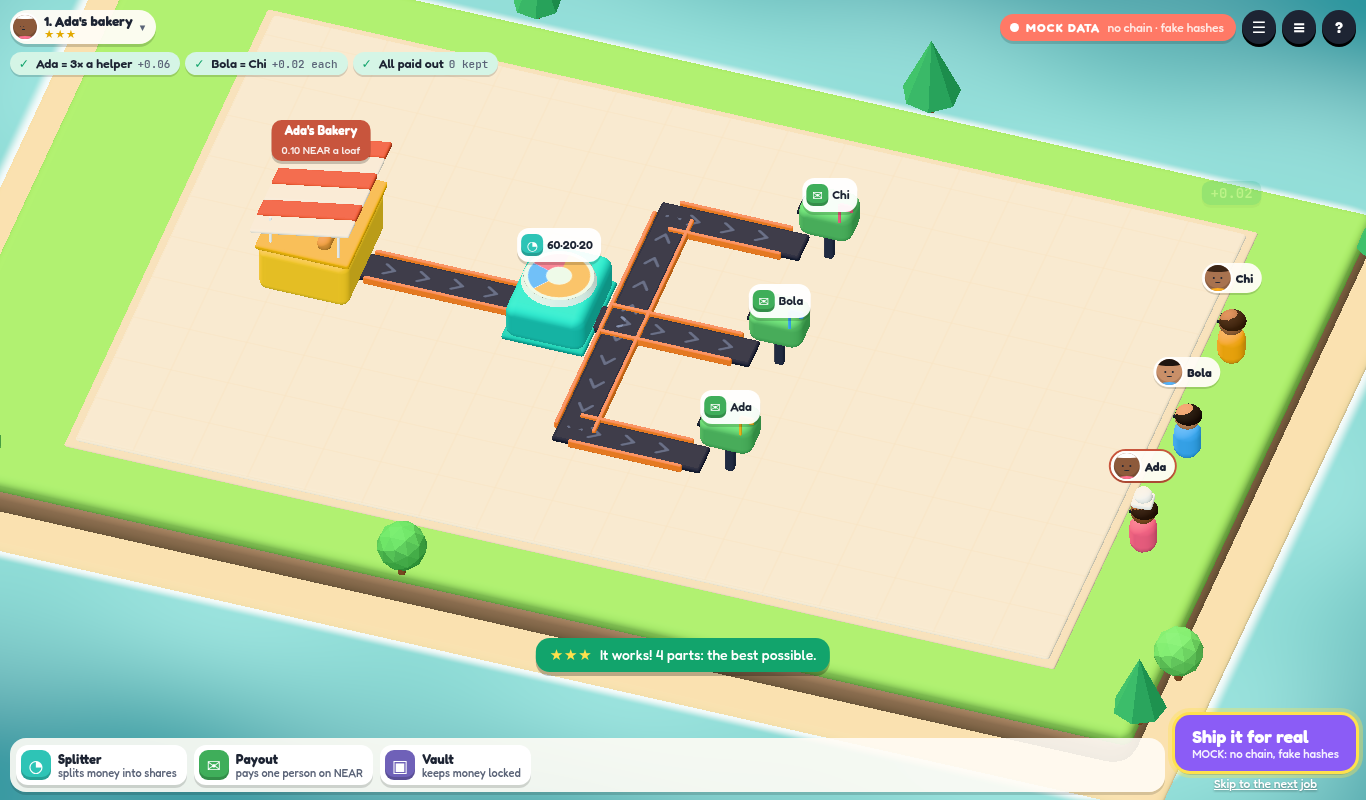 1. Ada's bakery
★★★
MOCK DATA no chain · fake hashes
?
✓ Ada = 3× a helper +0.06
✓ Bola = Chi +0.02 each
✓ All paid out 0 kept
Ada's Bakery
0.10 NEAR a loaf
Chi
+0.02
60·20·20
Chi
Bola
Bola
Ada
Ada
★★★ It works! 4 parts: the best possible.
Splitter
splits money into shares
Payout
pays one person on NEAR
Vault
keeps money locked
Ship it for real
MOCK: no chain, fake hashes
Skip to the next job